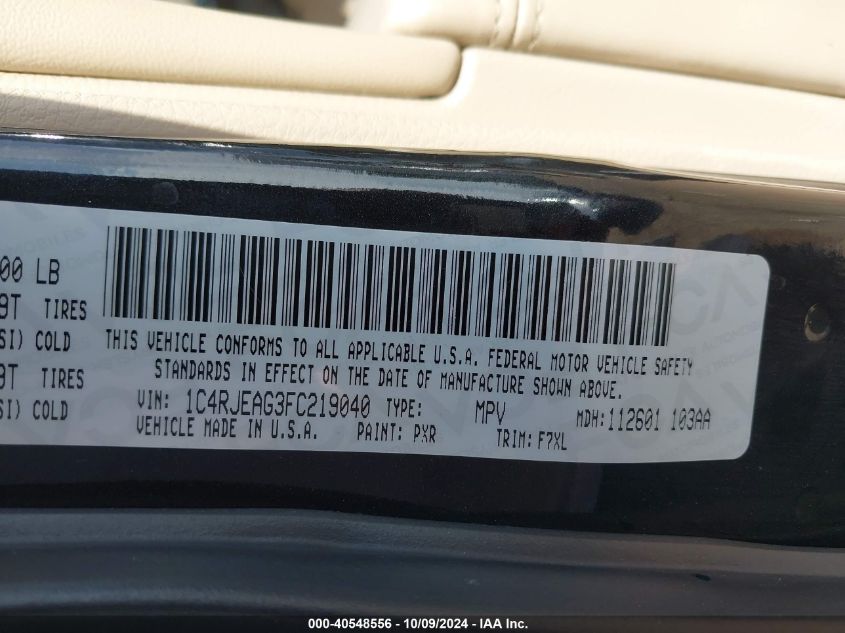 00 LB
9T TIRES
SI) COLD
9T TIRES
SI) COLD
THIS VEHICLE CONFORMS TO ALL APPLICABLE U.S.A. FEDERAL MOTOR VEHICLE SAFETY
STANDARDS IN EFFECT ON THE DATE OF MANUFACTURE SHOWN ABOVE.
VIN: 1C4RJEAG3FC219040 TYPE: MPV MDH:112601 103AA
VEHICLE MADE IN U.S.A. PAINT: PXR TRIM: F7XL
000-40548556 - 10/09/2024 - IAA Inc.